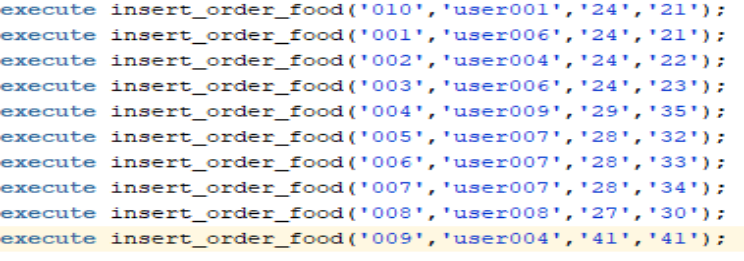 execute insert_order_food('010','user001','24','21');
execute insert_order_food('001','user006','24','21');
execute insert_order_food('002','user004','24','22');
execute insert_order_food('003','user006','24','23');
execute insert_order_food('004','user009','29','35');
execute insert_order_food('005','user007','28','32');
execute insert_order_food('006','user007','28','33');
execute insert_order_food('007','user007','28','34');
execute insert_order_food('008','user008','27','30');
execute insert_order_food('009','user004','41','41');